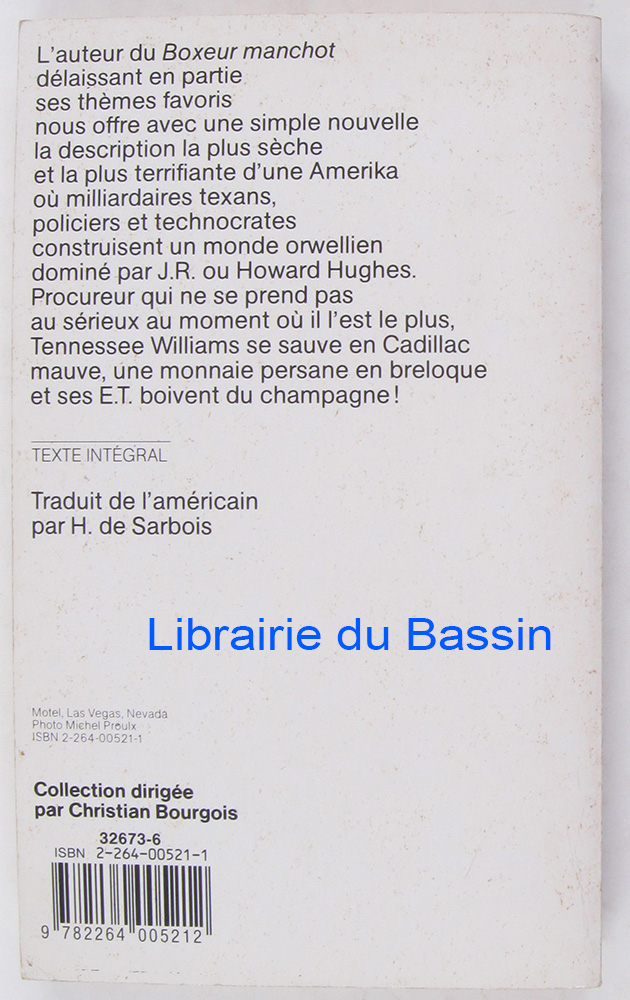 L'auteur du Boxeur manchot
délaissant en partie
ses thèmes favoris
nous offre avec une simple nouvelle
la description la plus sèche
et la plus terrifiante d'une Amerika
où milliardaires texans,
policiers et technocrates
construisent un monde orwellien
dominé par J.R. ou Howard Hughes.
Procureur qui ne se prend pas
au sérieux au moment où il l'est le plus,
Tennessee Williams se sauve en Cadillac
mauve, une monnaie persane en breloque
et ses E.T. boivent du champagne!
TEXTE INTÉGRAL
Traduit de l'américain
par H. de Sarbois
Librairie du Bassin
Motel, Las Vegas, Nevada
Photo Michel Proulx
ISBN 2-264-00521-1
Collection dirigée
par Christian Bourgois
32673-6
ISBN 2-264-00521-1
9 782264 005212